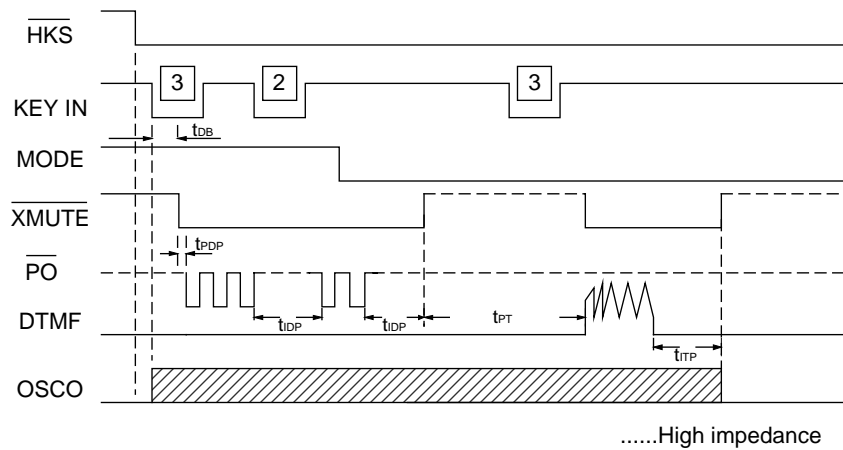 HKS
3 2 3
KEY IN
tDB
MODE
XMUTE
tPDP
PO
DTMF
tIDP tIDP tPT
tITP
OSCO
......High impedance